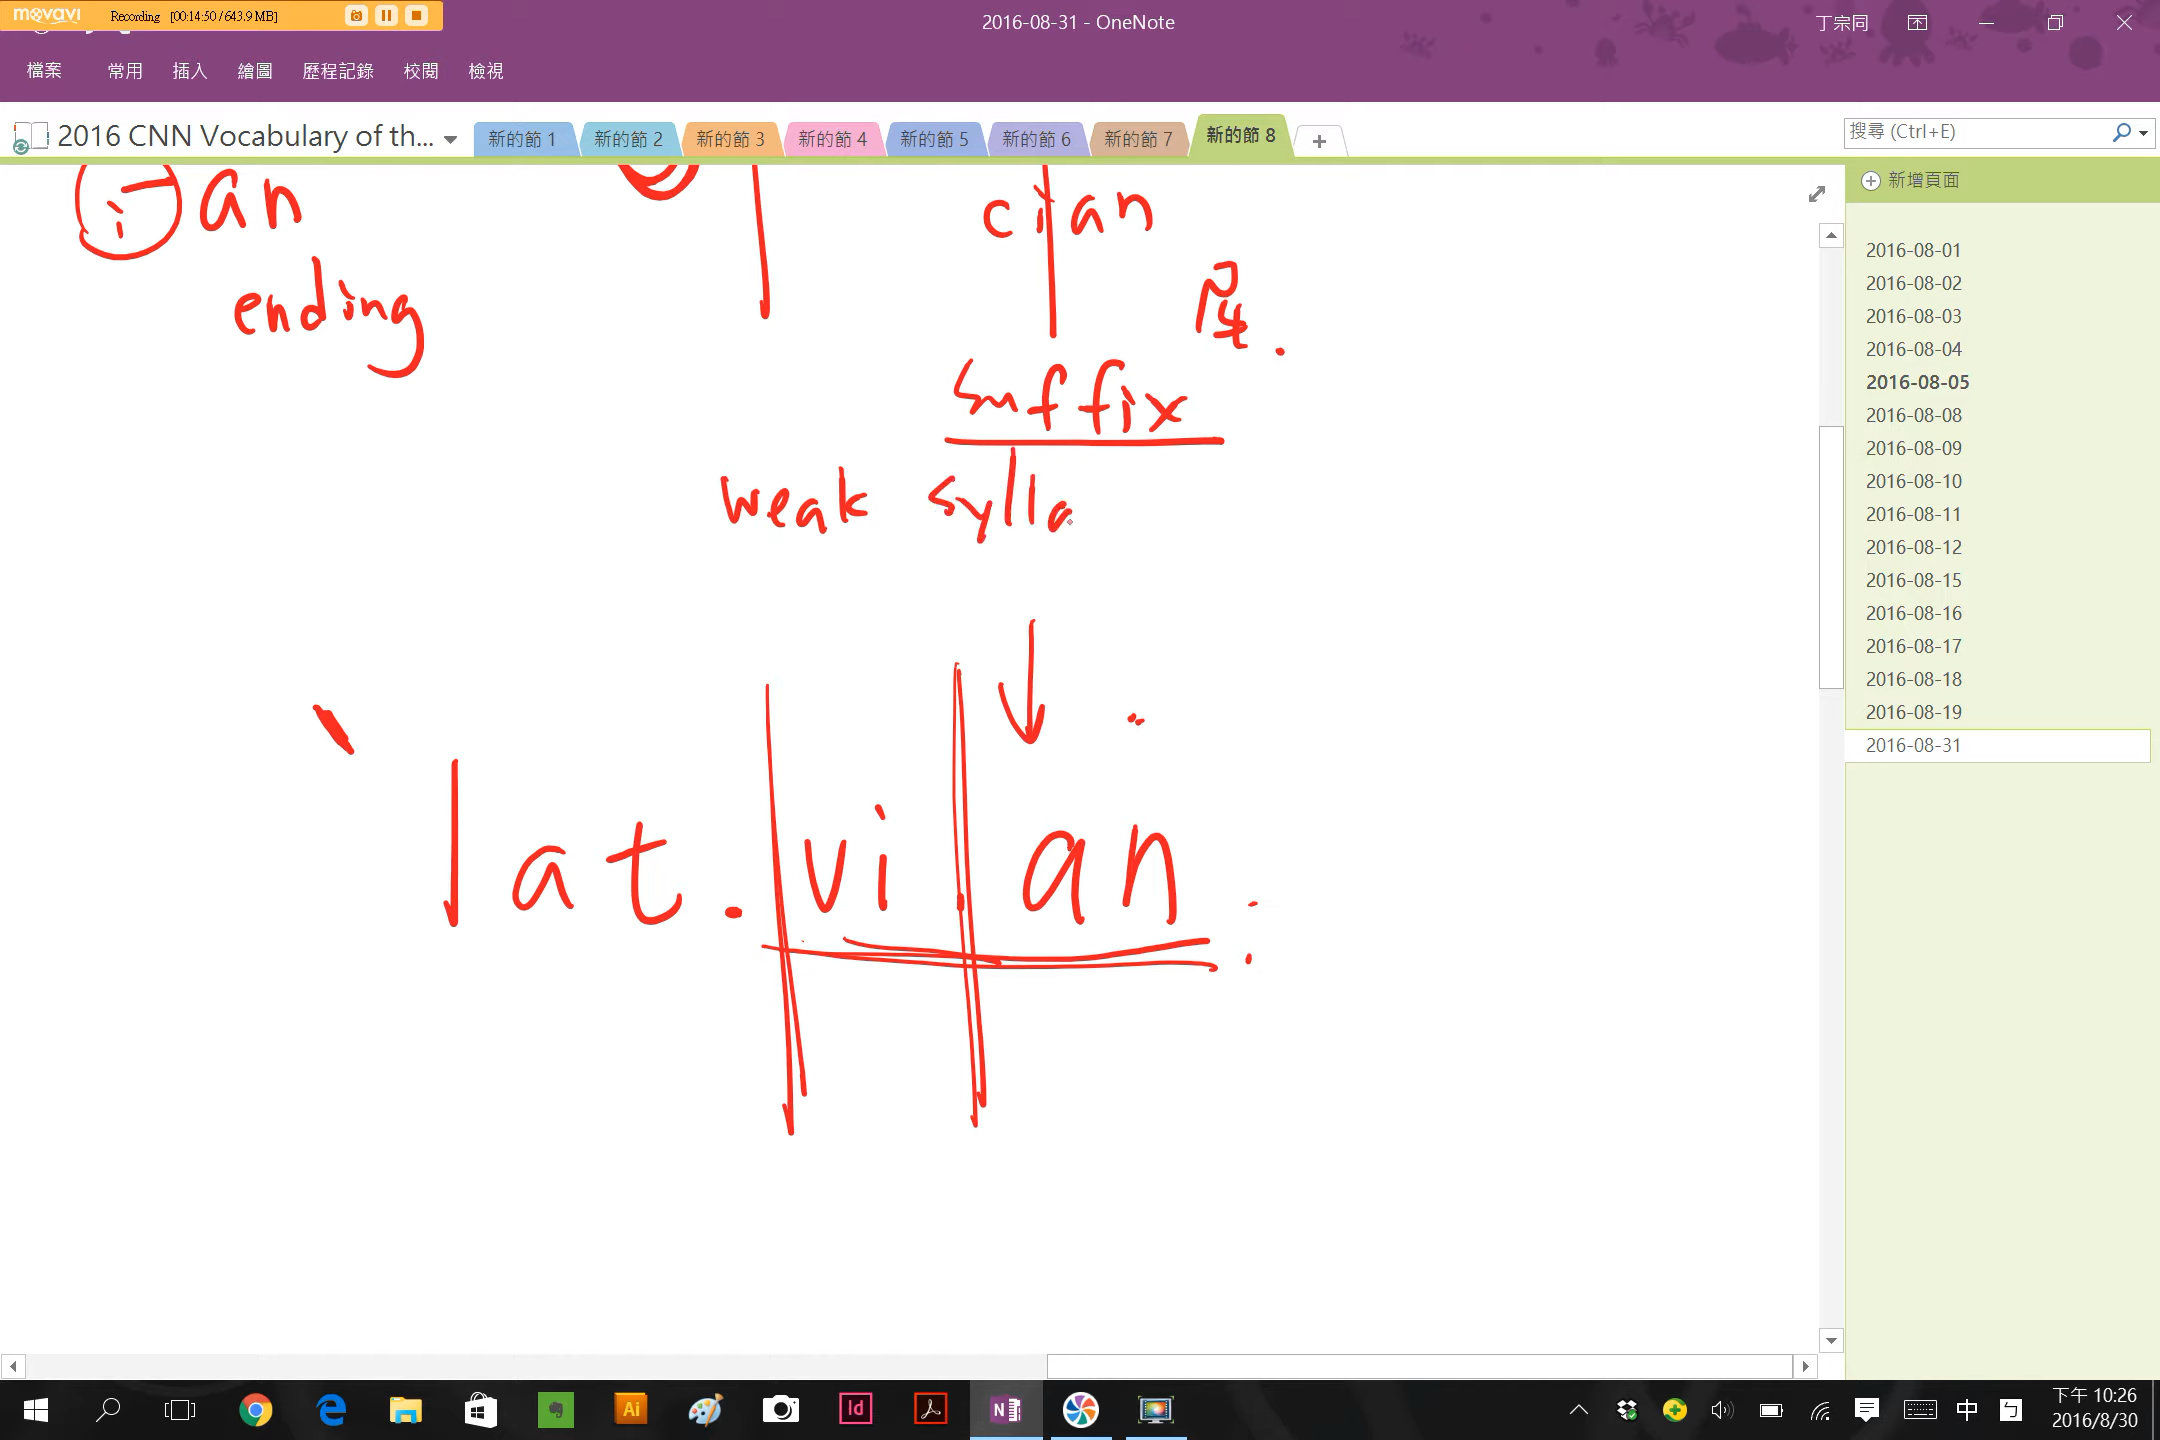 movavi Recording [00:14:50 / 643.9 MB]
2016-08-31 - OneNote
丁宗同
檔案 常用 插入 繪圖 歷程記錄 校閱 檢視
2016 CNN Vocabulary of th... 新的節 1 新的節 2 新的節 3 新的節 4 新的節 5 新的節 6 新的節 7 新的節 8 +
搜尋 (Ctrl+E)
新增頁面
2016-08-01
2016-08-02
2016-08-03
2016-08-04
2016-08-05
2016-08-08
2016-08-09
2016-08-10
2016-08-11
2016-08-12
2016-08-15
2016-08-16
2016-08-17
2016-08-18
2016-08-19
2016-08-31
i an
ending
cian
suffix
weak sylla
lat. vi. an
Ai Id N 中 ㄅ
下午 10:26
2016/8/30